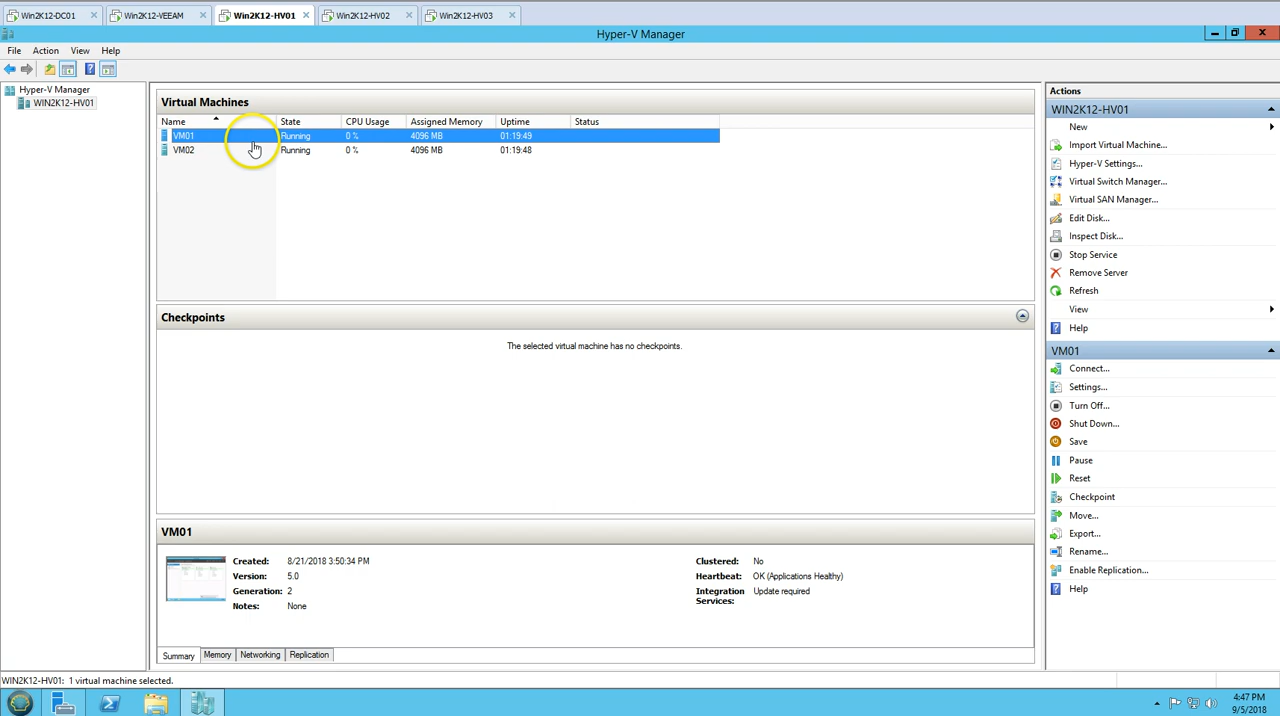 Win2K12-DC01
Win2K12-VEEAM
Win2K12-HV01
Win2K12-HV02
Win2K12-HV03
Hyper-V Manager
File Action View Help
Hyper-V Manager
WIN2K12-HV01
Virtual Machines
Name State CPU Usage Assigned Memory Uptime Status
VM01 Running 0 % 4096 MB 01:19:49
VM02 Running 0 % 4096 MB 01:19:48
Checkpoints
The selected virtual machine has no checkpoints.
VM01
Created: 8/21/2018 3:50:34 PM
Version: 5.0
Generation: 2
Notes: None
Clustered: No
Heartbeat: OK (Applications Healthy)
Integration Update required
Services:
Summary Memory Networking Replication
Actions
WIN2K12-HV01
New
Import Virtual Machine...
Hyper-V Settings...
Virtual Switch Manager...
Virtual SAN Manager...
Edit Disk...
Inspect Disk...
Stop Service
Remove Server
Refresh
View
Help
VM01
Connect...
Settings...
Turn Off...
Shut Down...
Save
Pause
Reset
Checkpoint
Move...
Export...
Rename...
Enable Replication...
Help
WIN2K12-HV01: 1 virtual machine selected.
4:47 PM
9/5/2018